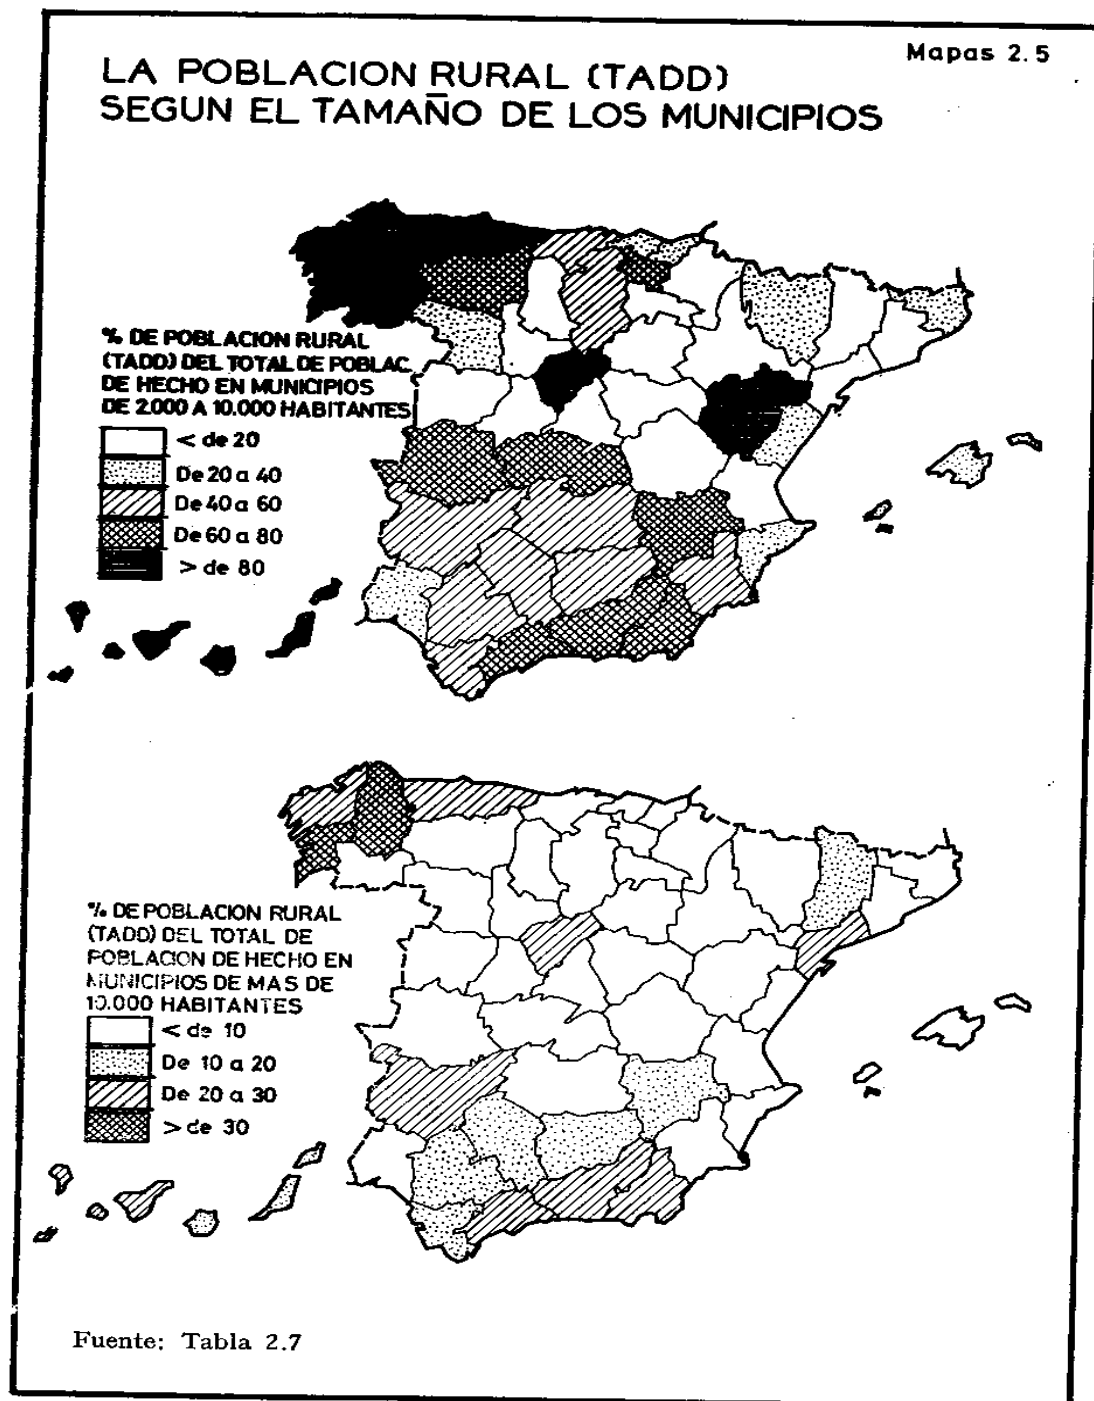 Mapas 2.5
LA POBLACION RURAL (TADD)
SEGUN EL TAMAÑO DE LOS MUNICIPIOS
% DE POBLACION RURAL
(TADD) DEL TOTAL DE POBLAC.
DE HECHO EN MUNICIPIOS
DE 2.000 A 10.000 HABITANTES
< de 20
De 20 a 40
De 40 a 60
De 60 a 80
> de 80
% DE POBLACION RURAL
(TADD) DEL TOTAL DE
POBLACION DE HECHO EN
MUNICIPIOS DE MAS DE
10.000 HABITANTES
< de 10
De 10 a 20
De 20 a 30
> de 30
Fuente: Tabla 2.7